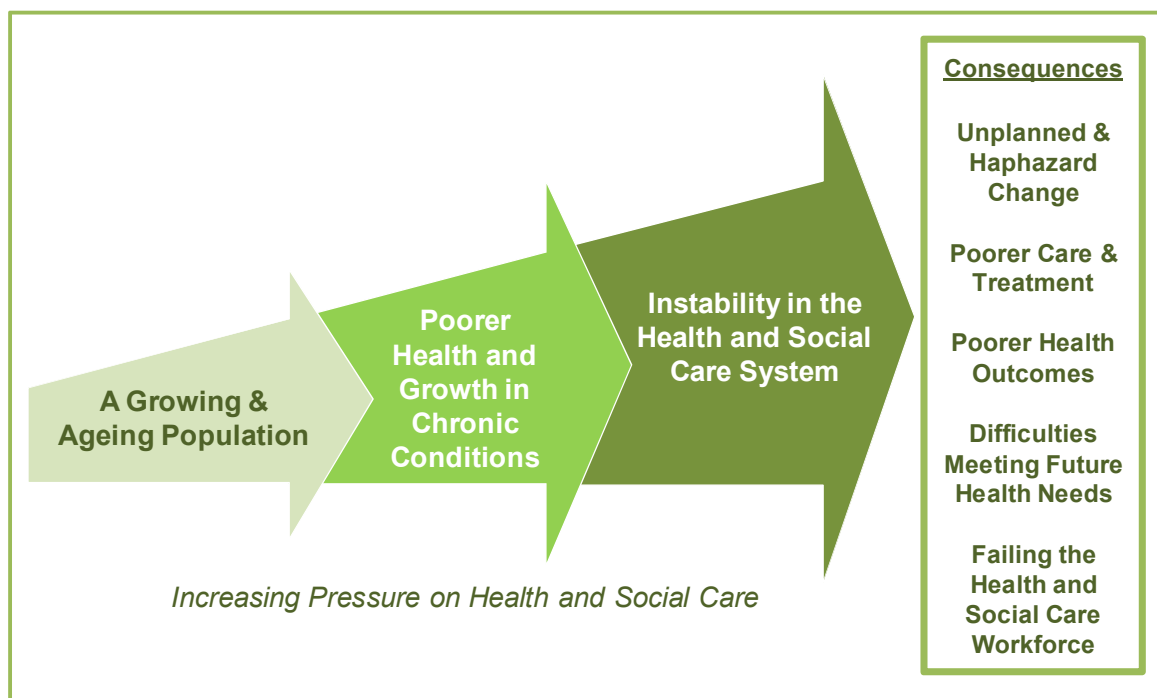 A Growing &
Ageing Population
Poorer
Health and
Growth in
Chronic
Conditions
Instability in the
Health and Social
Care System
Increasing Pressure on Health and Social Care
Consequences
Unplanned &
Haphazard
Change
Poorer Care &
Treatment
Poorer Health
Outcomes
Difficulties
Meeting Future
Health Needs
Failing the
Health and
Social Care
Workforce